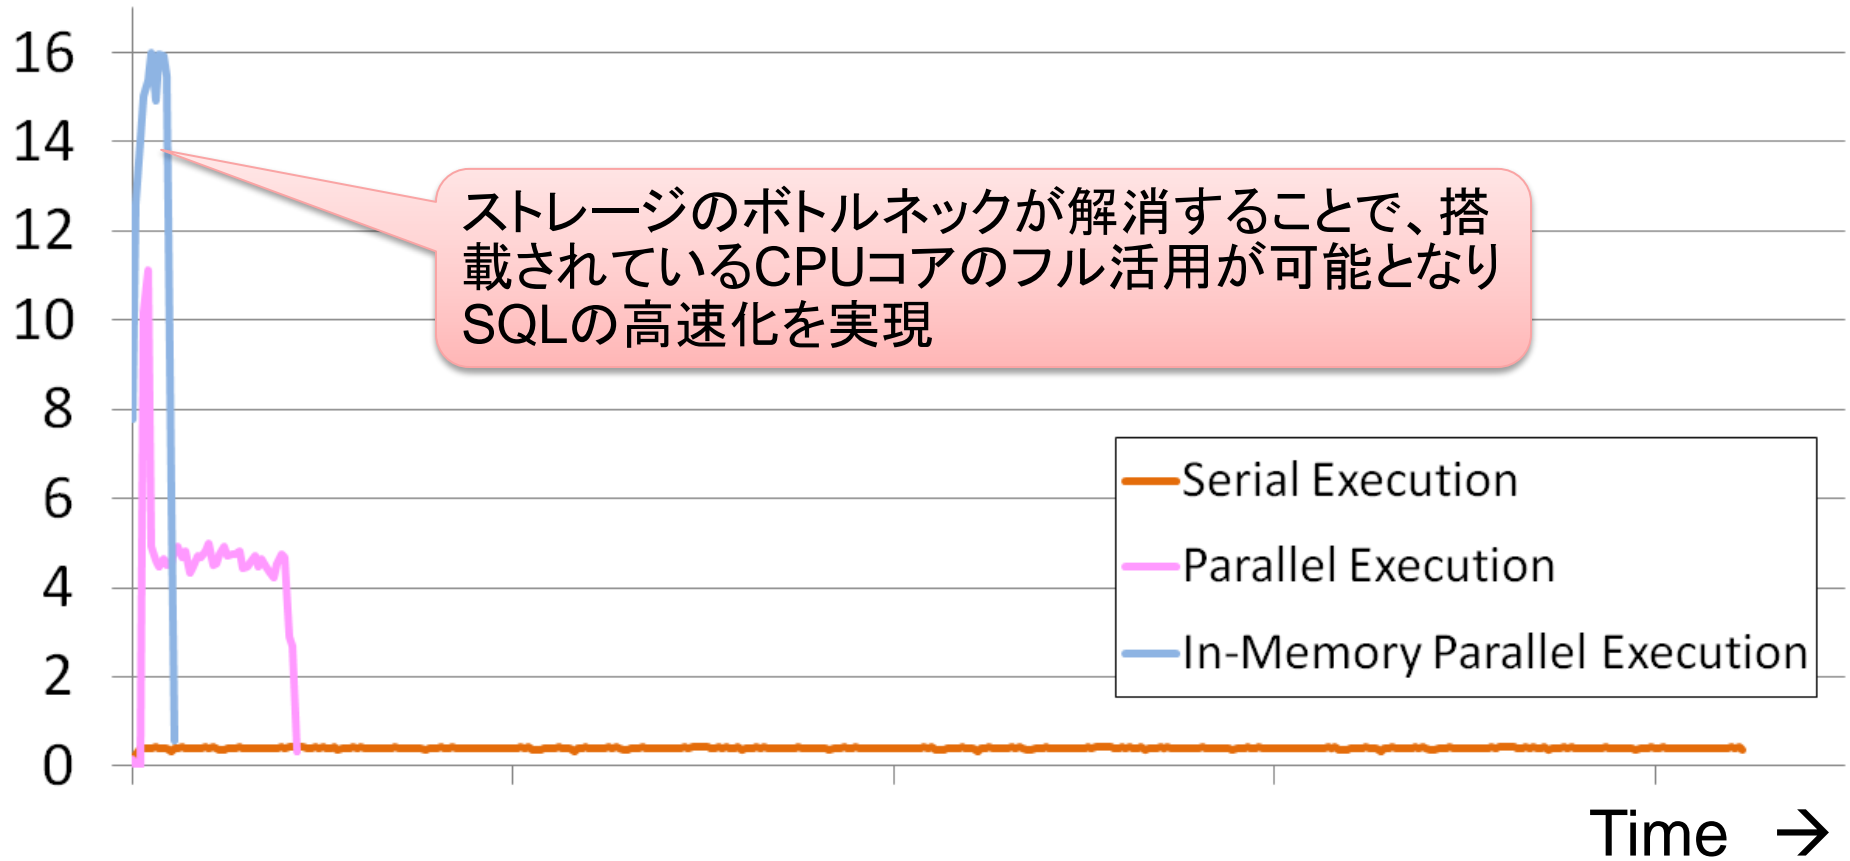 16
14
12
10
8
6
4
2
0
ストレージのボトルネックが解消することで、搭
載されているCPUコアのフル活用が可能となり
SQLの高速化を実現
Serial Execution
Parallel Execution
In-Memory Parallel Execution
Time →